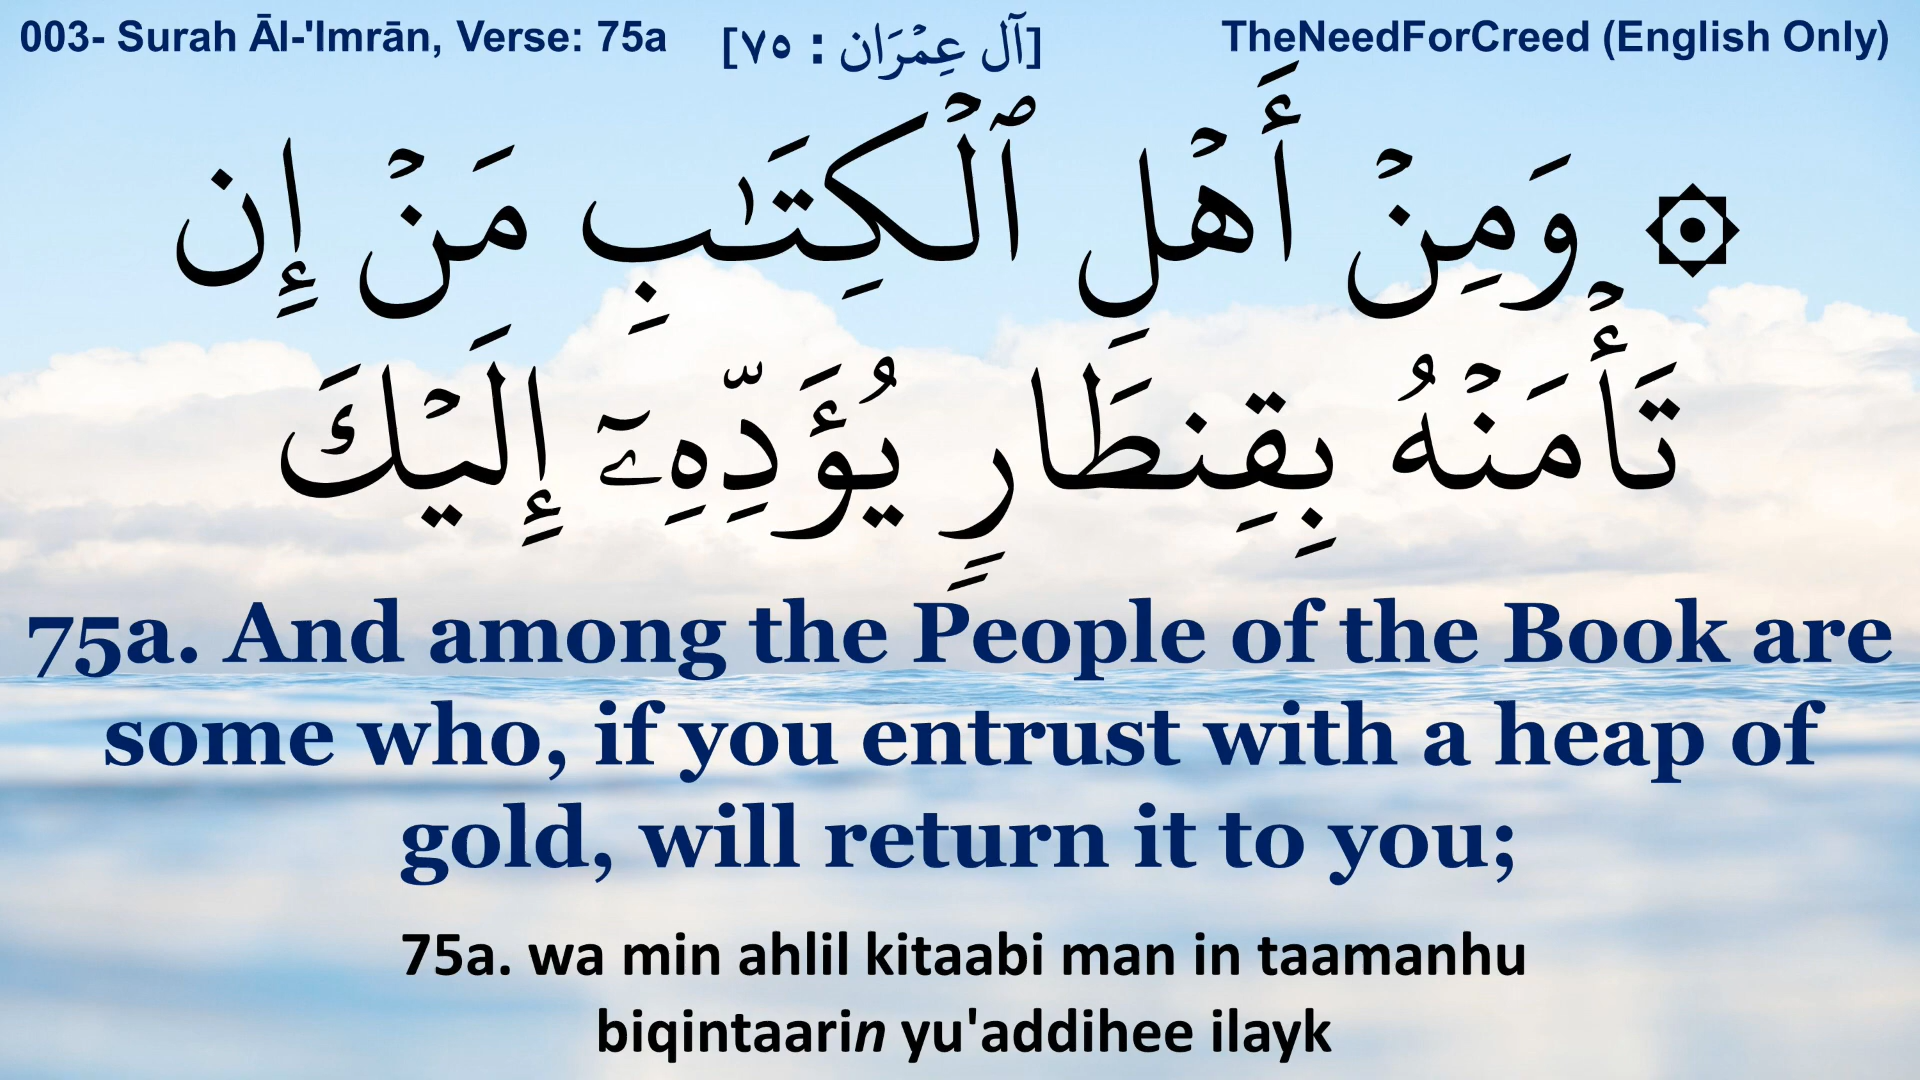 003- Surah Āl-'Imrān, Verse: 75a [آل عِمْرَان : ٧٥] TheNeedForCreed (English Only)
۞ وَمِنْ أَهْلِ ٱلْكِتَـٰبِ مَنْ إِن
تَأْمَنْهُ بِقِنطَارٍ يُؤَدِّهِۦٓ إِلَيْكَ
75a. And among the People of the Book are
some who, if you entrust with a heap of
gold, will return it to you;
75a. wa min ahlil kitaabi man in taamanhu
biqintaarin yu'addihee ilayk